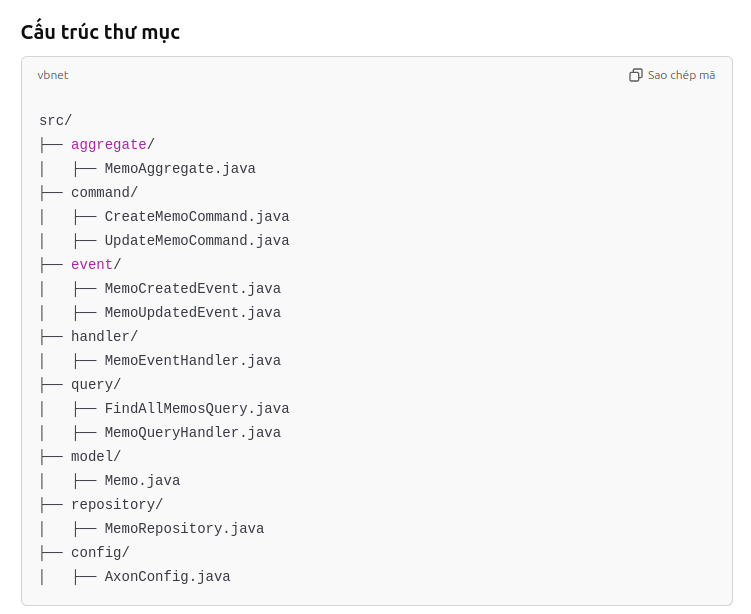 Cấu trúc thư mục
vbnet
Sao chép mã
src/
├── aggregate/
│   ├── MemoAggregate.java
├── command/
│   ├── CreateMemoCommand.java
│   ├── UpdateMemoCommand.java
├── event/
│   ├── MemoCreatedEvent.java
│   ├── MemoUpdatedEvent.java
├── handler/
│   ├── MemoEventHandler.java
├── query/
│   ├── FindAllMemosQuery.java
│   ├── MemoQueryHandler.java
├── model/
│   ├── Memo.java
├── repository/
│   ├── MemoRepository.java
├── config/
│   ├── AxonConfig.java